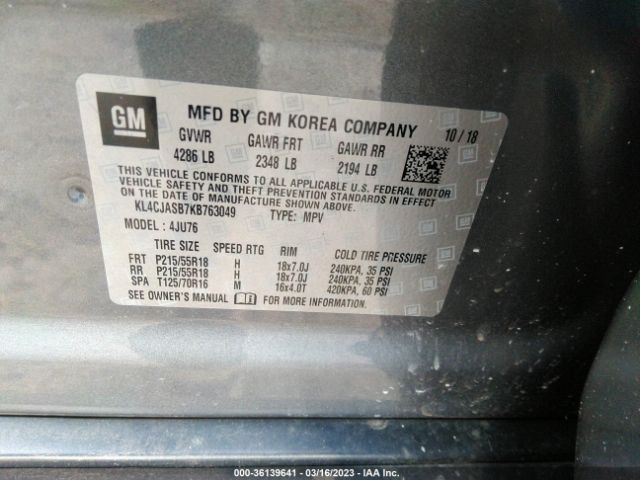 GM
MFD BY GM KOREA COMPANY 10/18
GVWR GAWR FRT GAWR RR
4286 LB 2348 LB 2194 LB
THIS VEHICLE CONFORMS TO ALL APPLICABLE U.S. FEDERAL MOTOR
VEHICLE SAFETY AND THEFT PREVENTION STANDARDS IN EFFECT
ON THE DATE OF MANUFACTURE SHOWN ABOVE.
KL4CJASB7KB763049 TYPE: MPV
MODEL : 4JU76
TIRE SIZE SPEED RTG RIM COLD TIRE PRESSURE
FRT P215/55R18 H 18x7.0J 240KPA, 35 PSI
RR P215/55R18 H 18x7.0J 240KPA, 35 PSI
SPA T125/70R16 M 16x4.0T 420KPA, 60 PSI
SEE OWNER'S MANUAL FOR MORE INFORMATION.
000-36139641 - 03/16/2023 - IAA Inc.